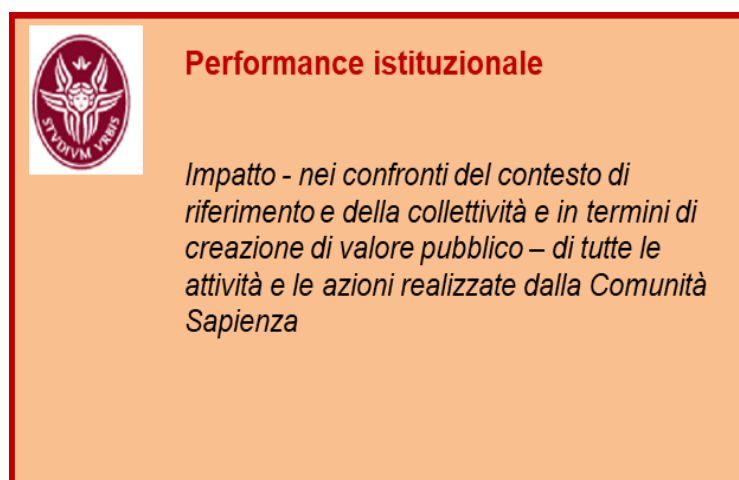 Performance istituzionale
Impatto - nei confronti del contesto di
riferimento e della collettività e in termini di
creazione di valore pubblico – di tutte le
attività e le azioni realizzate dalla Comunità
Sapienza
STVDIVM VRBIS